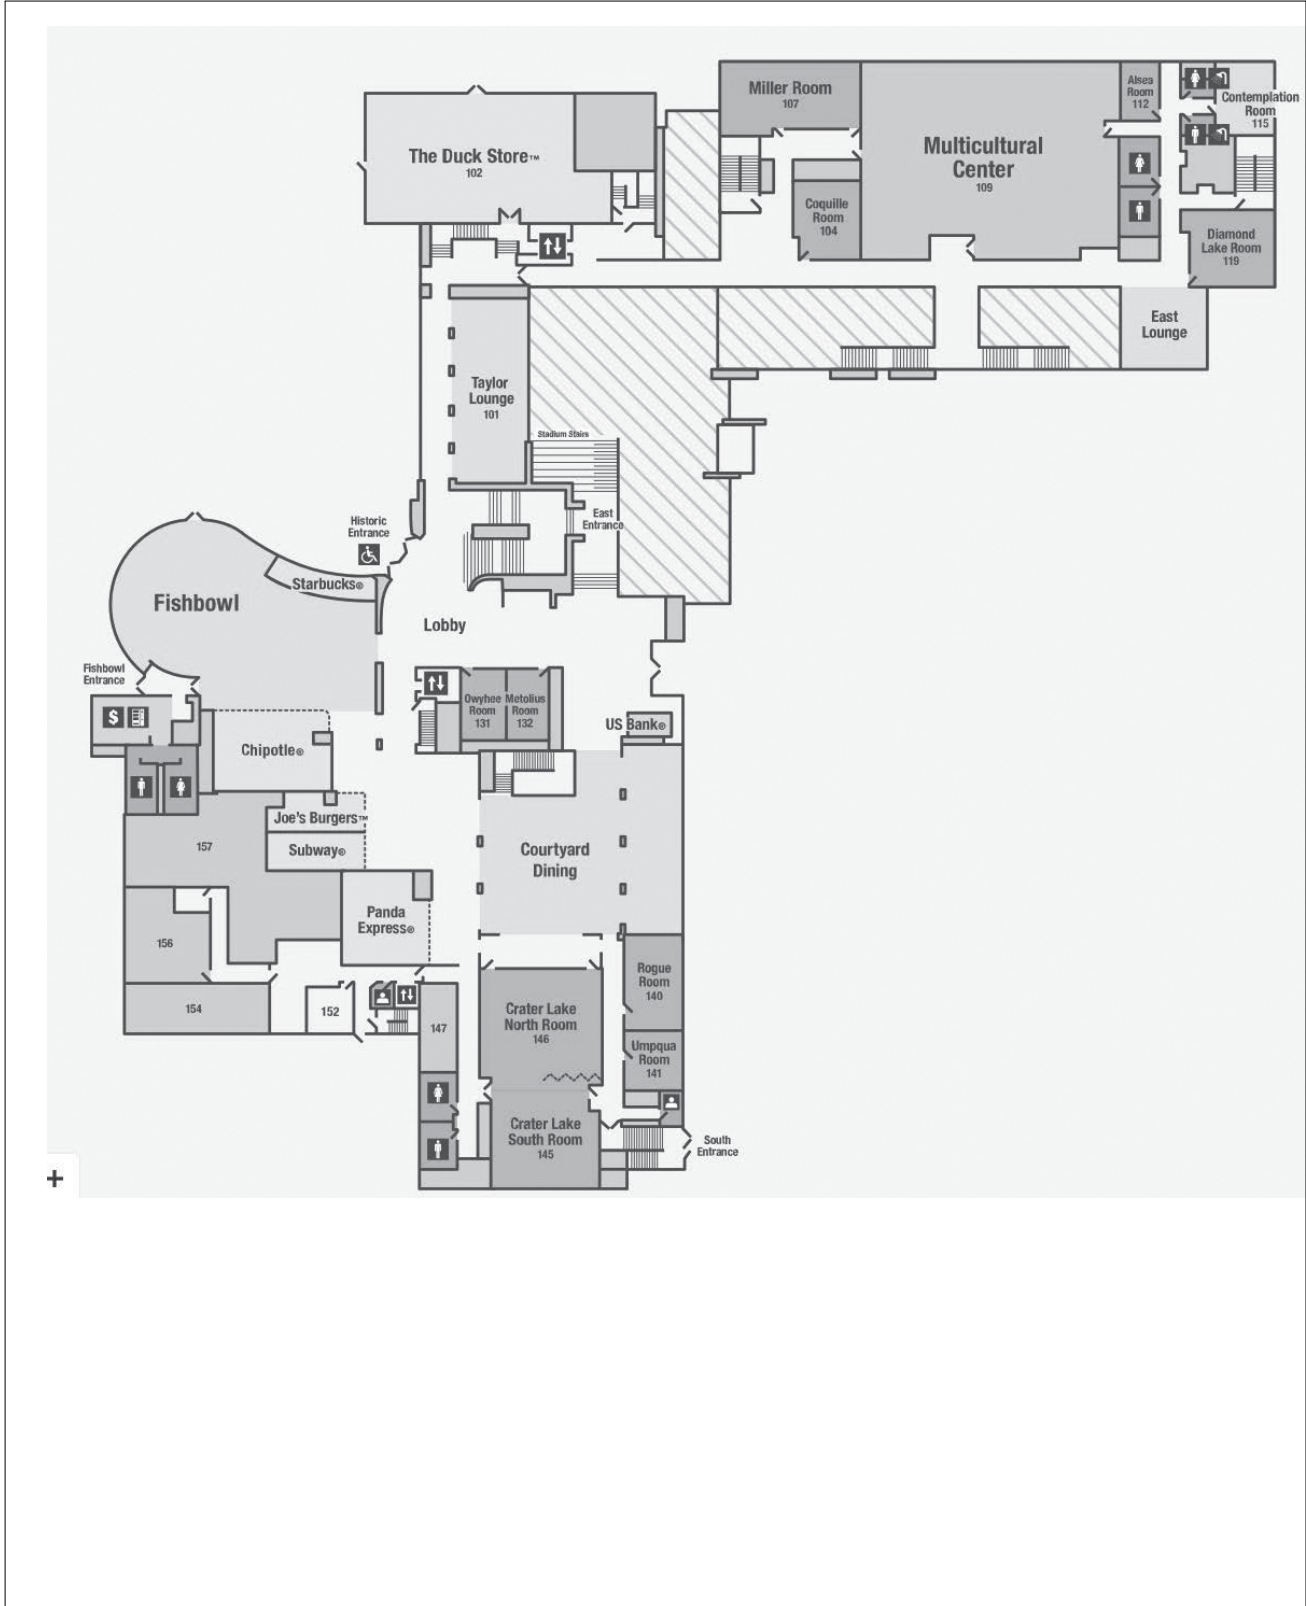 Miller Room
107
Alsea
Room
112
Contemplation
Room
115
The Duck Store™
102
Multicultural
Center
109
Coquille
Room
104
Diamond
Lake Room
119
East
Lounge
Taylor
Lounge
101
Stadium Stairs
East
Entrance
Historic
Entrance
Starbucks®
Fishbowl
Lobby
Fishbowl
Entrance
Owyhee
Room
131
Metolius
Room
132
US Bank®
$
Chipotle®
Joe's Burgers™
Subway®
157
Courtyard
Dining
Panda
Express®
156
154
152
147
Rogue
Room
140
Crater Lake
North Room
146
Umpqua
Room
141
Crater Lake
South Room
145
South
Entrance
+